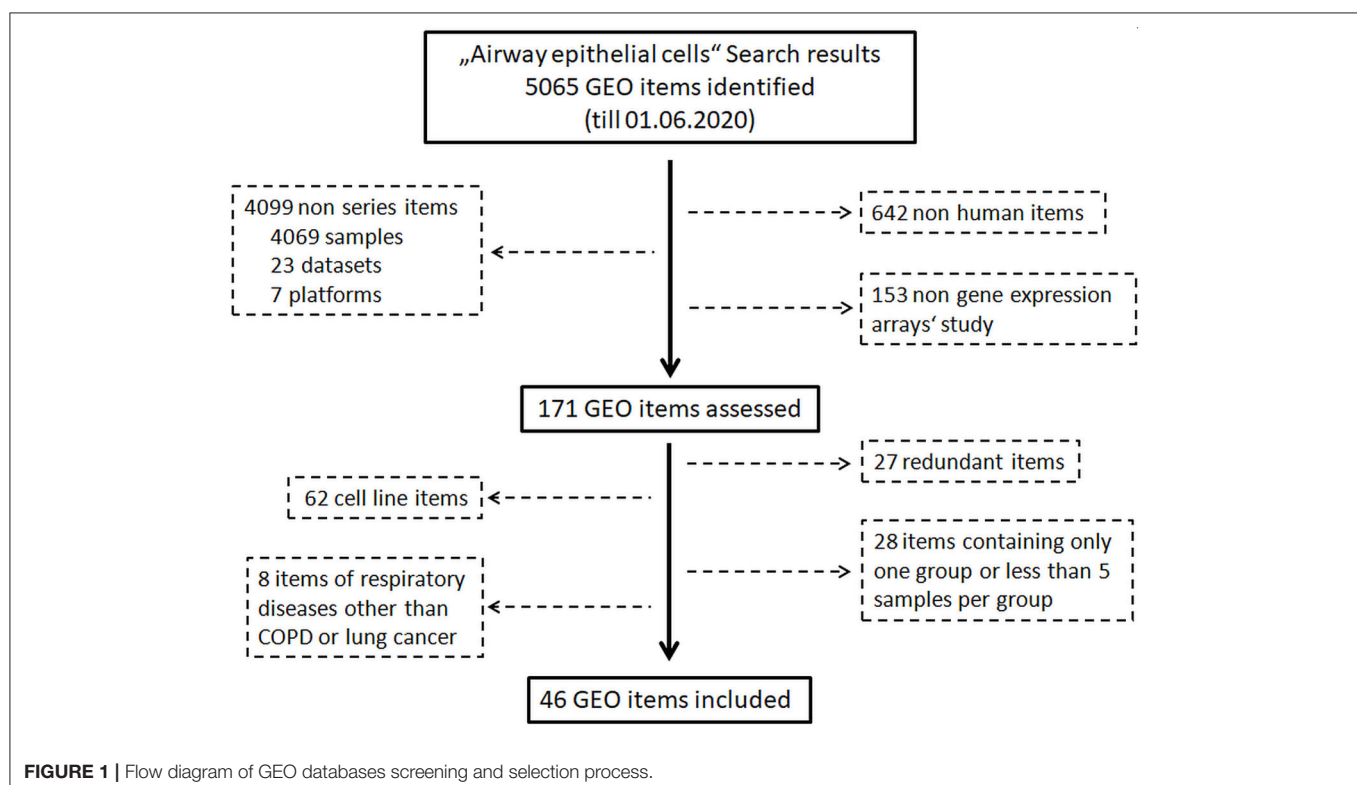 „Airway epithelial cells“ Search results
5065 GEO items identified
(till 01.06.2020)
4099 non series items
4069 samples
23 datasets
7 platforms
642 non human items
153 non gene expression
arrays‘ study
171 GEO items assessed
27 redundant items
62 cell line items
28 items containing only
one group or less than 5
samples per group
8 items of respiratory
diseases other than
COPD or lung cancer
46 GEO items included
FIGURE 1 | Flow diagram of GEO databases screening and selection process.